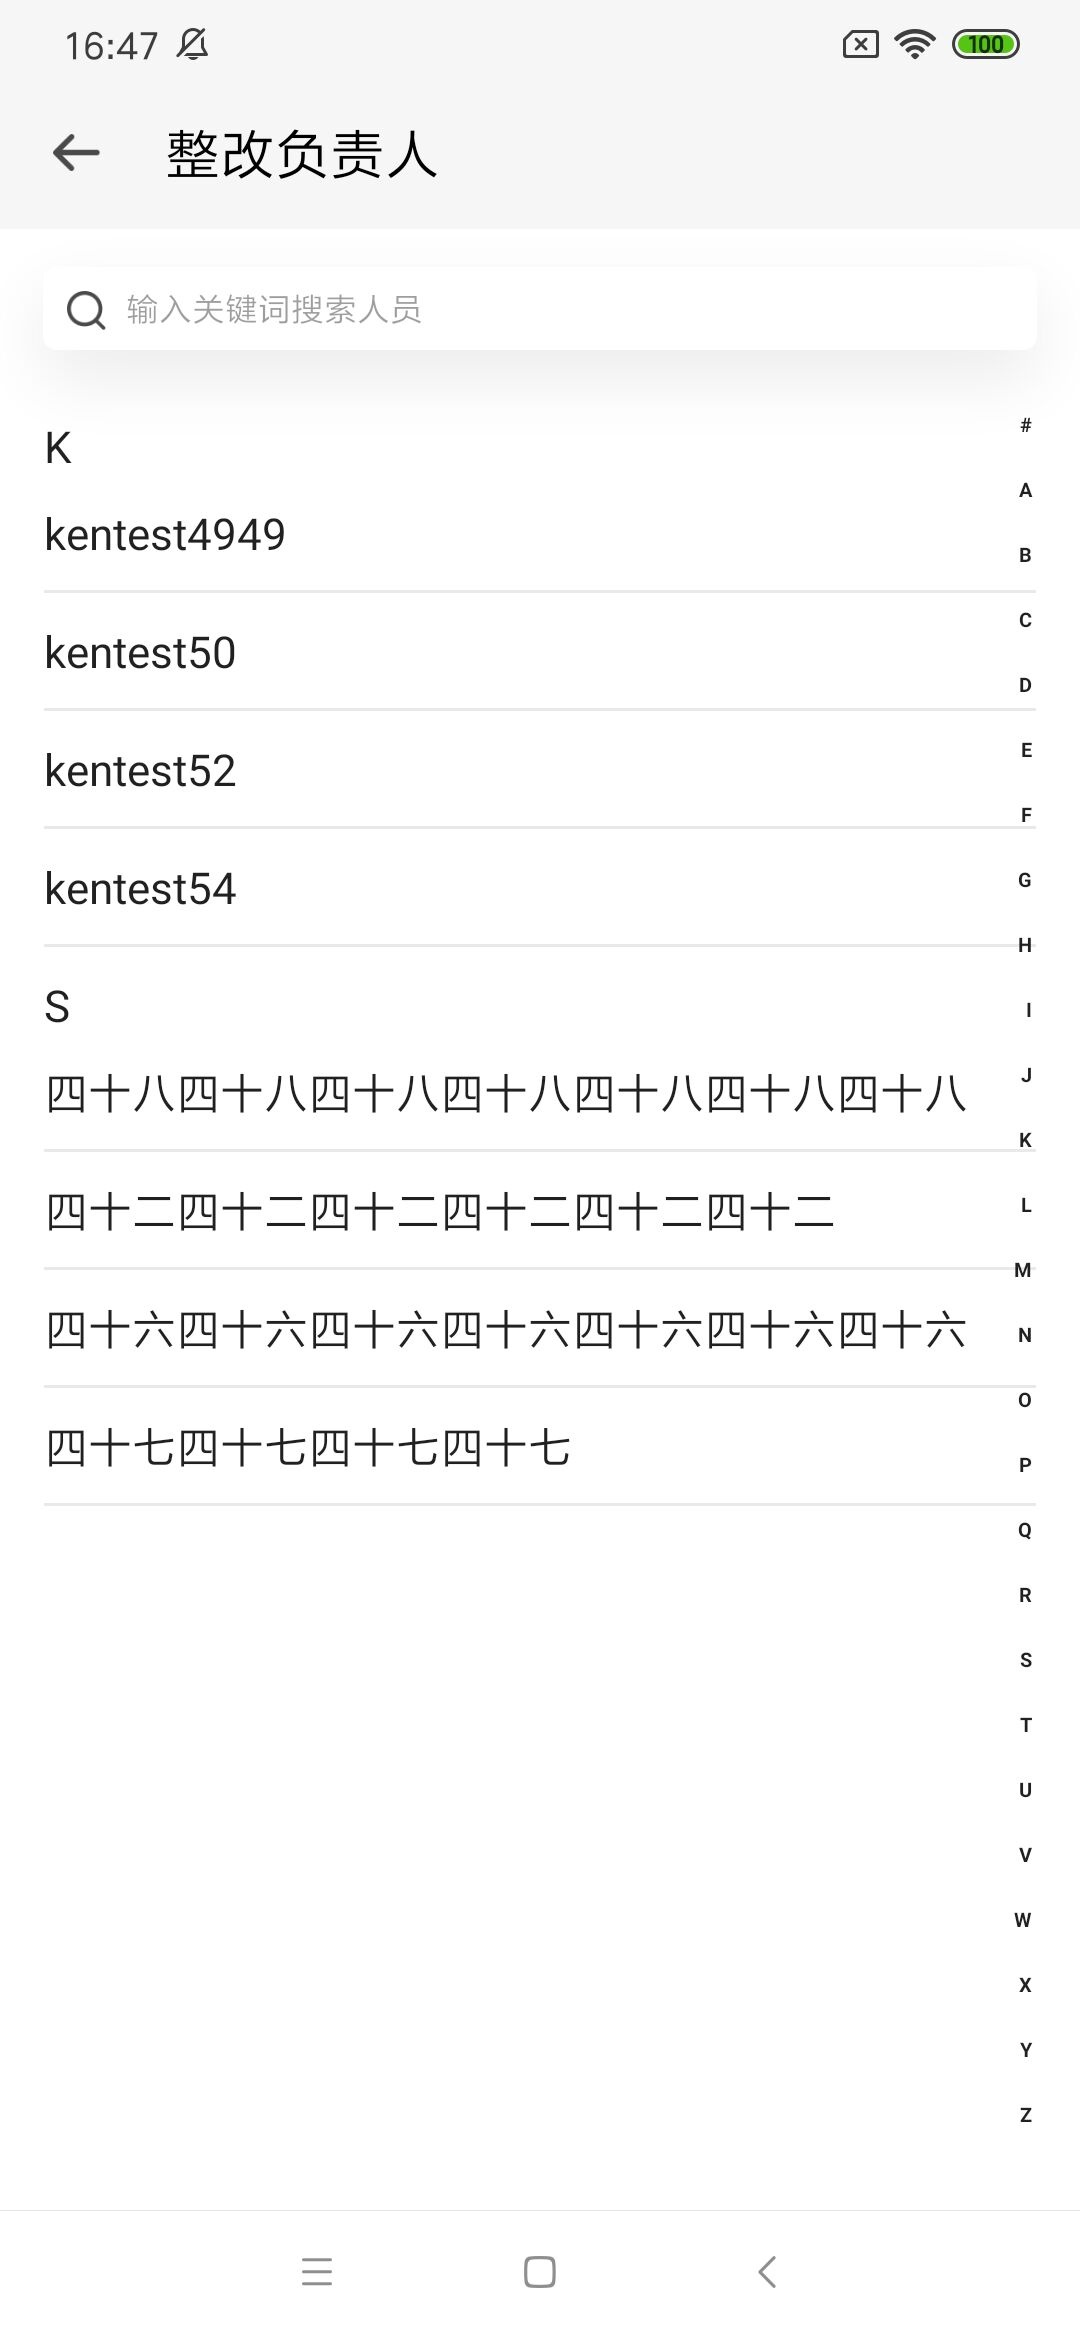 16:47
100
整改负责人
输入关键词搜索人员
K
kentest4949
kentest50
kentest52
kentest54
S
四十八四十八四十八四十八四十八四十八四十八
四十二四十二四十二四十二四十二四十二
四十六四十六四十六四十六四十六四十六四十六
四十七四十七四十七四十七
#
A
B
C
D
E
F
G
H
I
J
K
L
M
N
O
P
Q
R
S
T
U
V
W
X
Y
Z